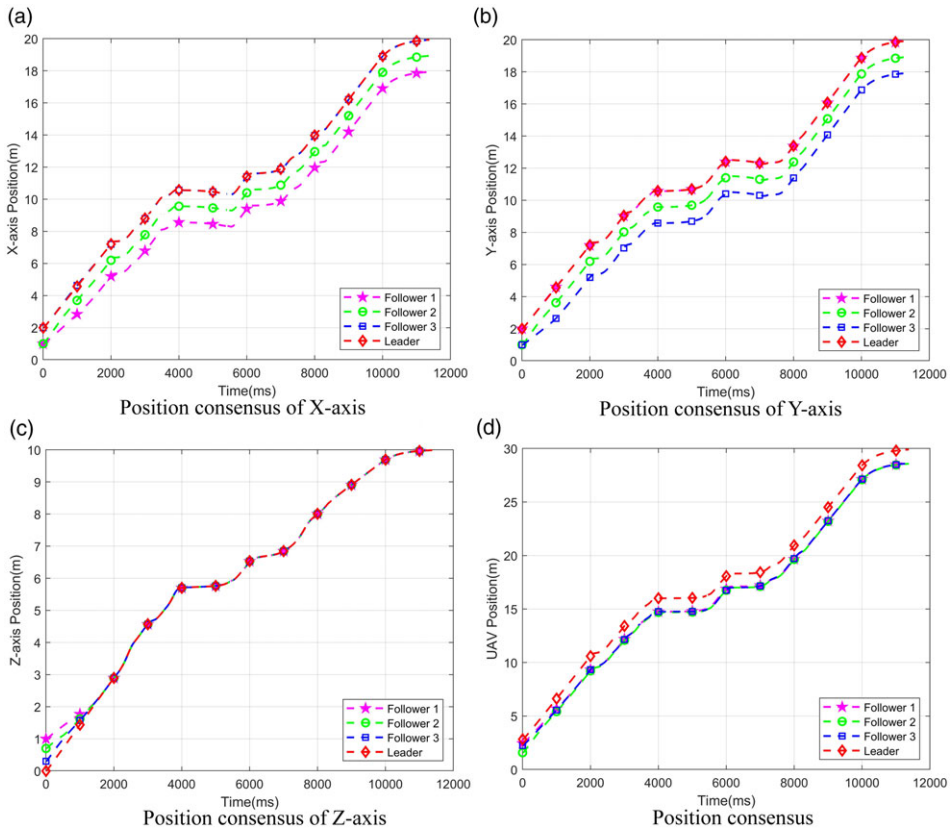 (a)
20
18
16
14
12
10
8
6
4
2
0
X-axis Position(m)
Follower 1
Follower 2
Follower 3
Leader
0 2000 4000 6000 8000 10000 12000
Time(ms)
Position consensus of X-axis
(b)
20
18
16
14
12
10
8
6
4
2
0
Y-axis Position(m)
Follower 1
Follower 2
Follower 3
Leader
0 2000 4000 6000 8000 10000 12000
Time(ms)
Position consensus of Y-axis
(c)
10
9
8
7
6
5
4
3
2
1
0
Z-axis Position(m)
Follower 1
Follower 2
Follower 3
Leader
0 2000 4000 6000 8000 10000 12000
Time(ms)
Position consensus of Z-axis
(d)
30
25
20
15
10
5
0
UAV Position(m)
Follower 1
Follower 2
Follower 3
Leader
0 2000 4000 6000 8000 10000 12000
Time(ms)
Position consensus